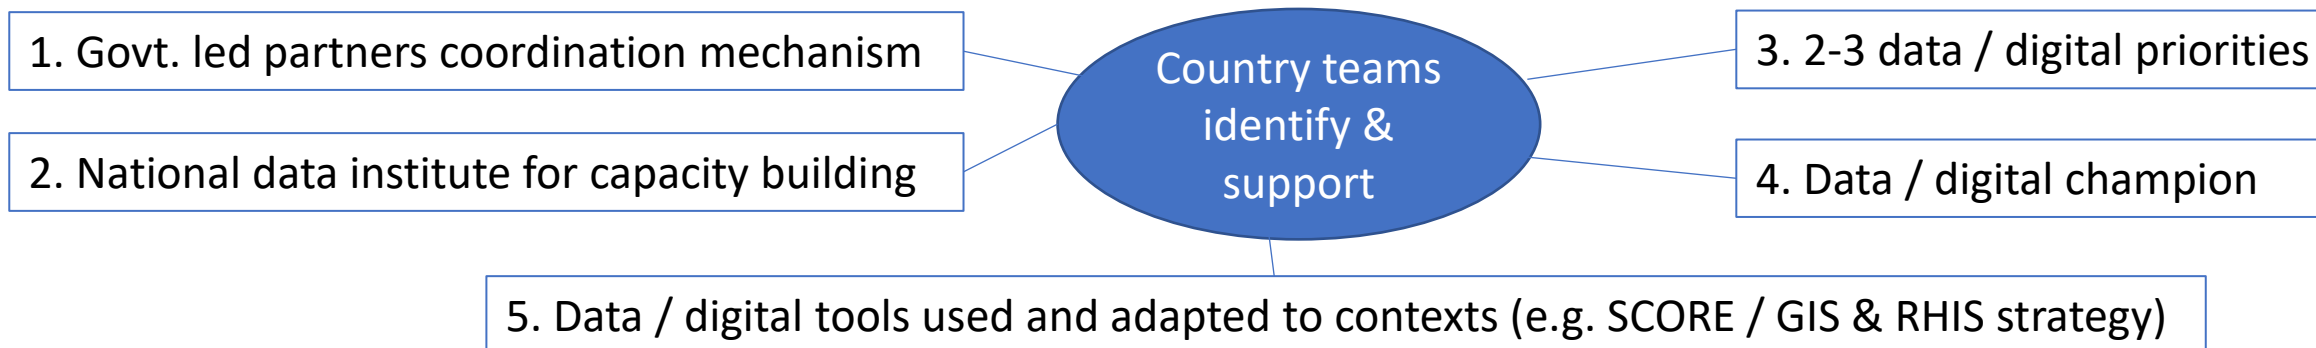 1. Govt. led partners coordination mechanism
2. National data institute for capacity building
Country teams
identify &
support
3. 2-3 data / digital priorities
4. Data / digital champion
5. Data / digital tools used and adapted to contexts (e.g. SCORE / GIS & RHIS strategy)